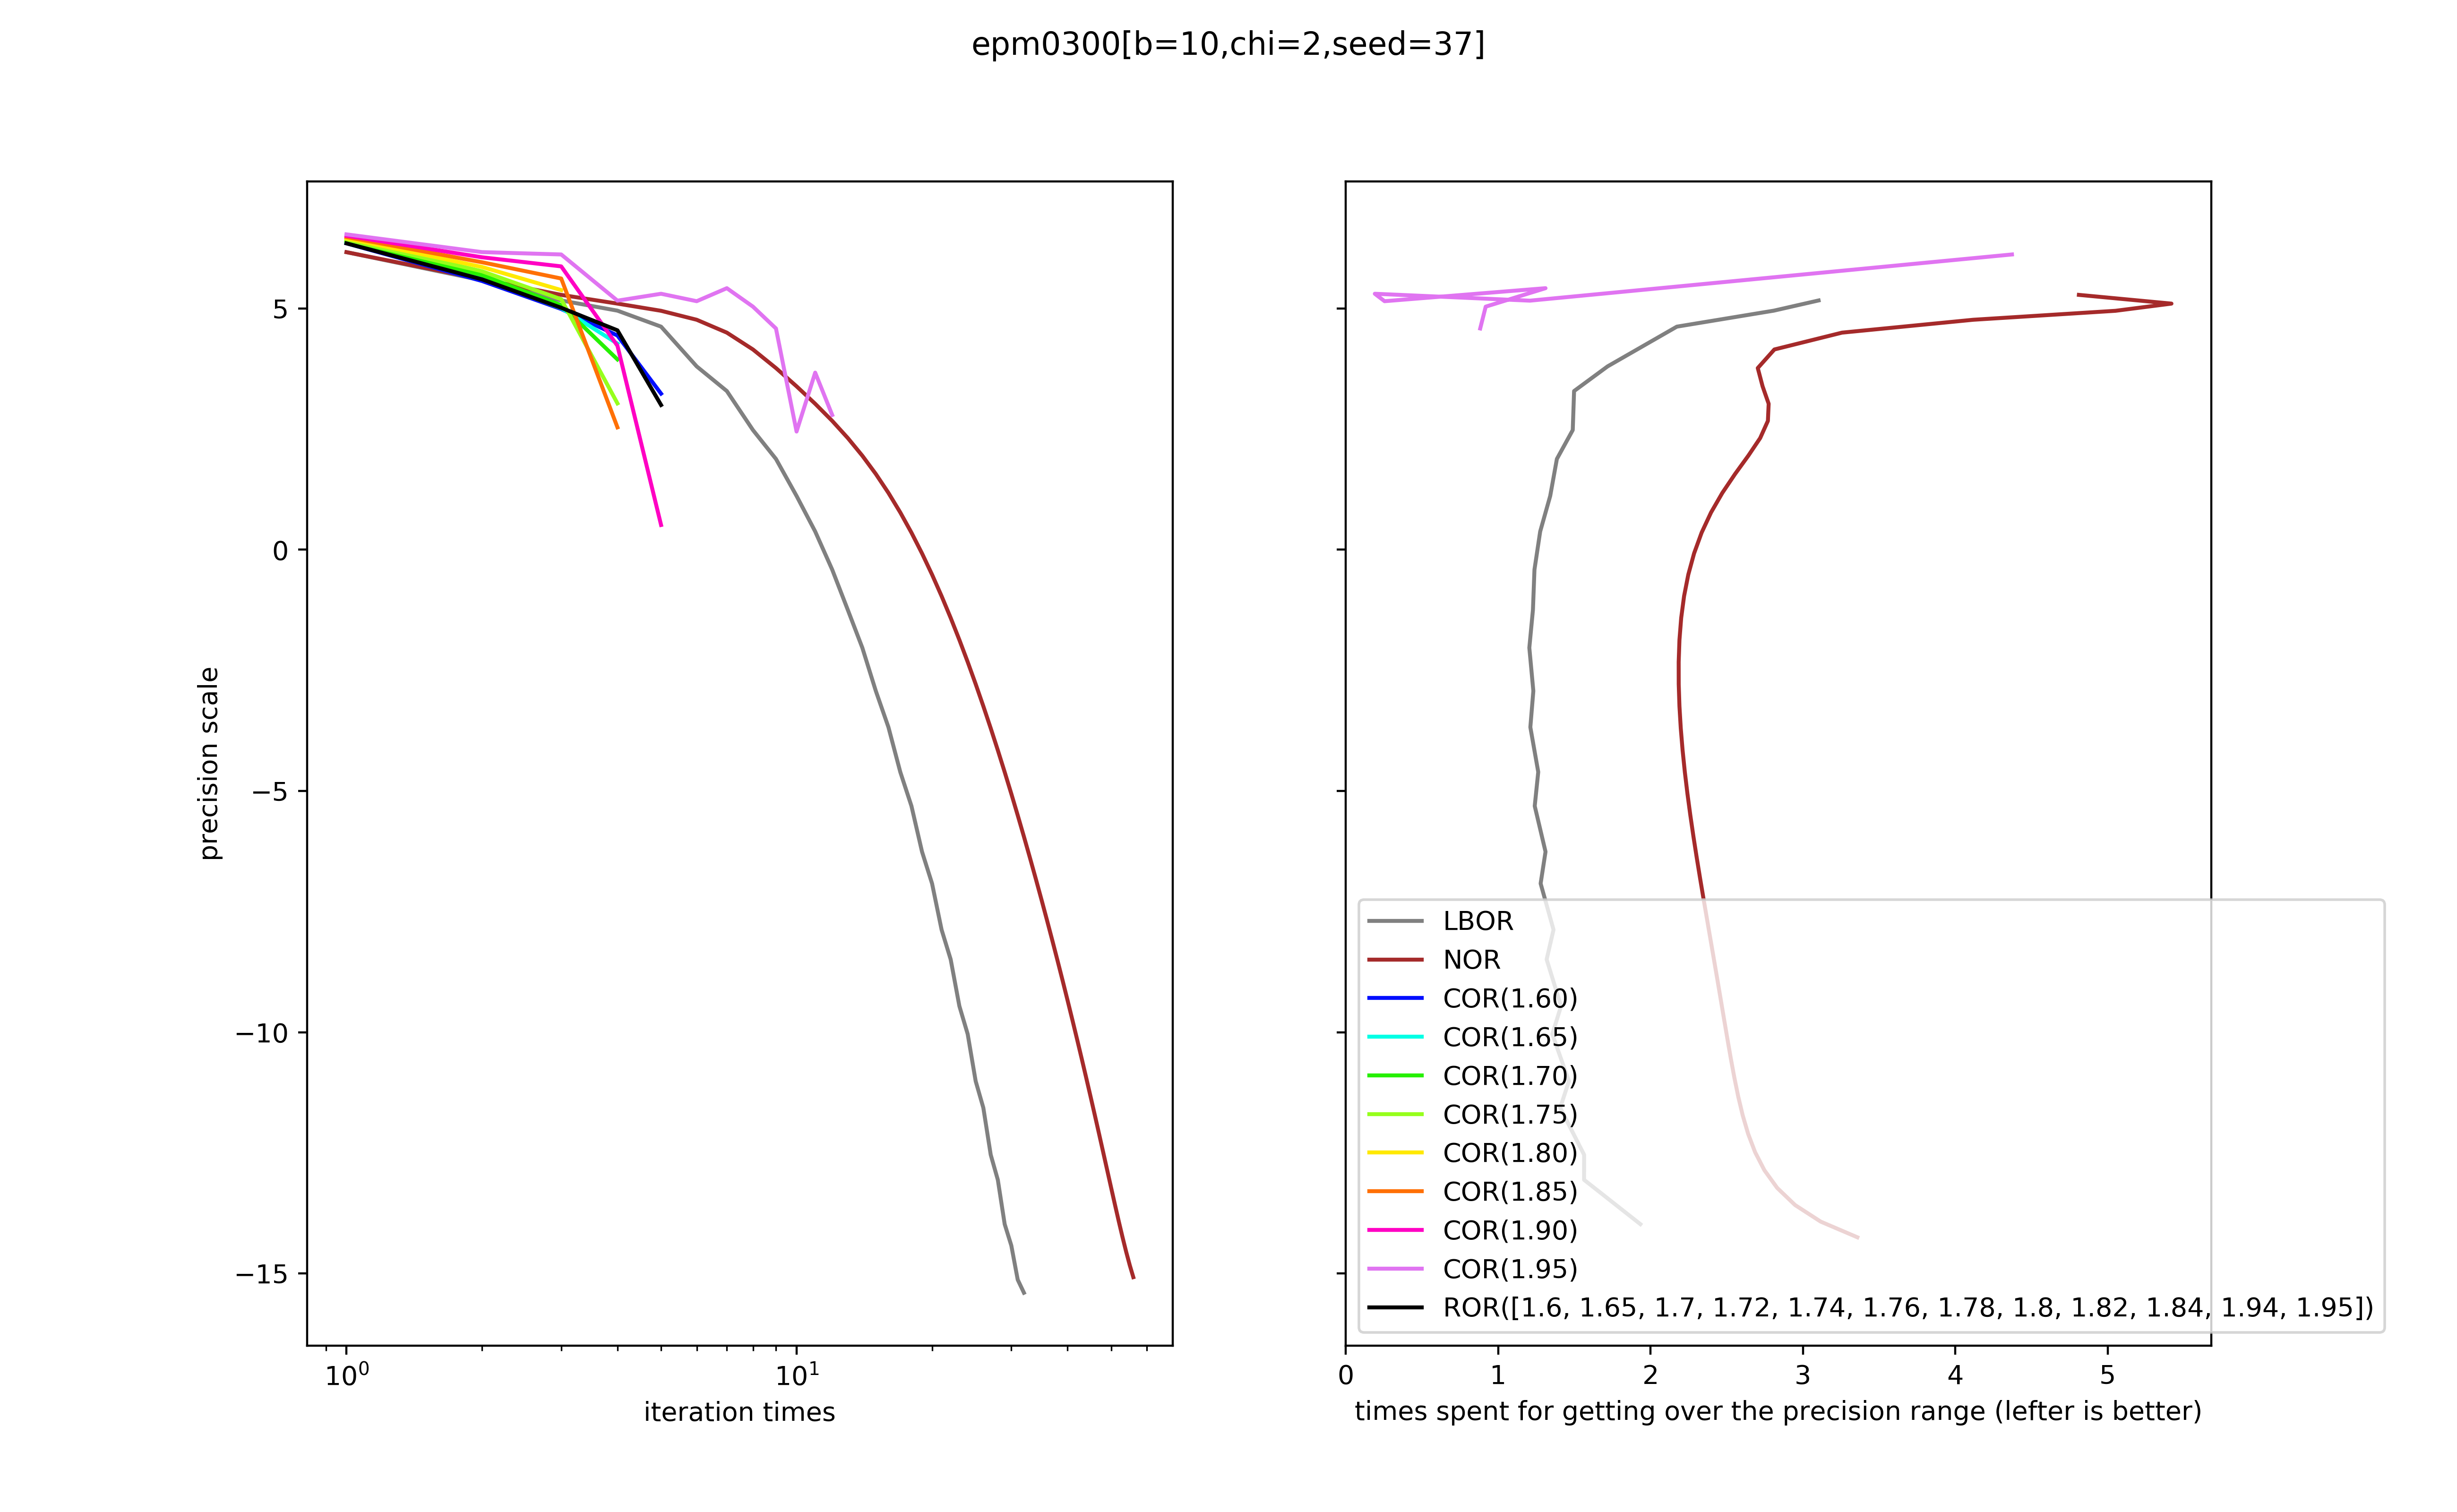 epm0300[b=10,chi=2,seed=37]
precision scale
5
0
−5
−10
−15
10⁰
10¹
iteration times
0
1
2
3
4
5
times spent for getting over the precision range (lefter is better)
LBOR
NOR
COR(1.60)
COR(1.65)
COR(1.70)
COR(1.75)
COR(1.80)
COR(1.85)
COR(1.90)
COR(1.95)
ROR([1.6, 1.65, 1.7, 1.72, 1.74, 1.76, 1.78, 1.8, 1.82, 1.84, 1.94, 1.95])